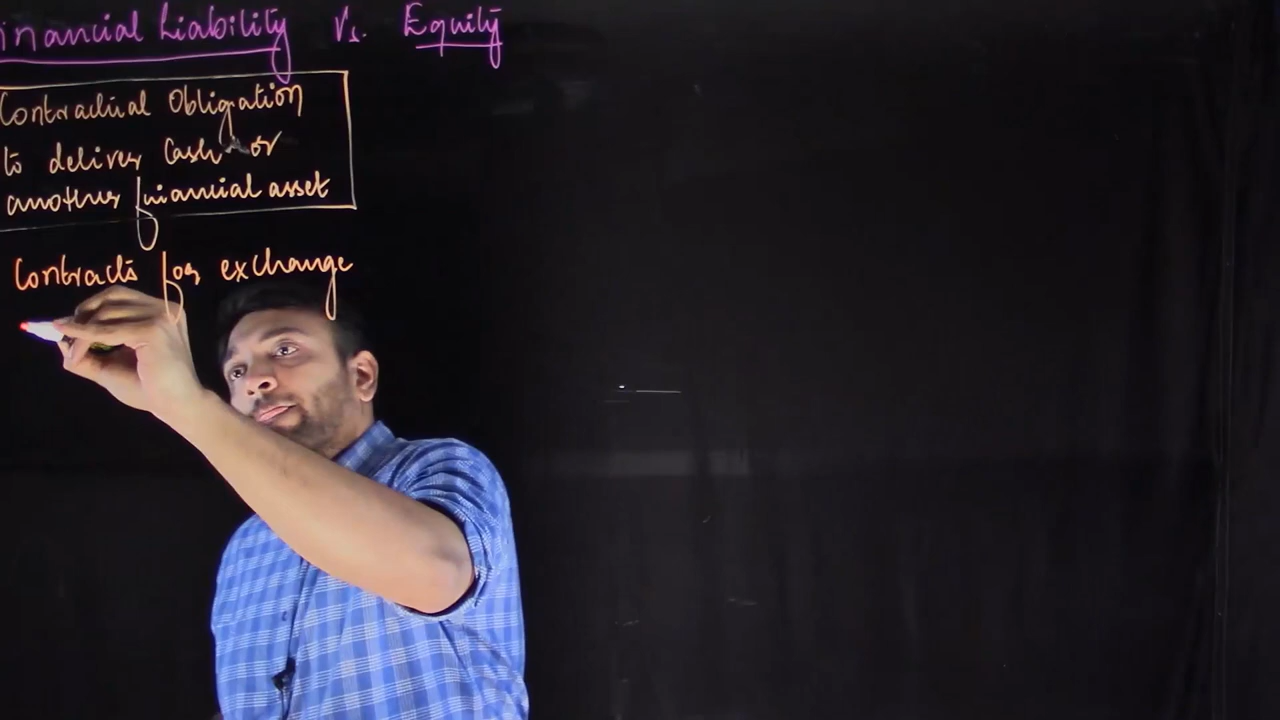 inancial Liability Vs. Equity
Contractual Obligation
to deliver Cash or
another financial asset
Contracts for exchange